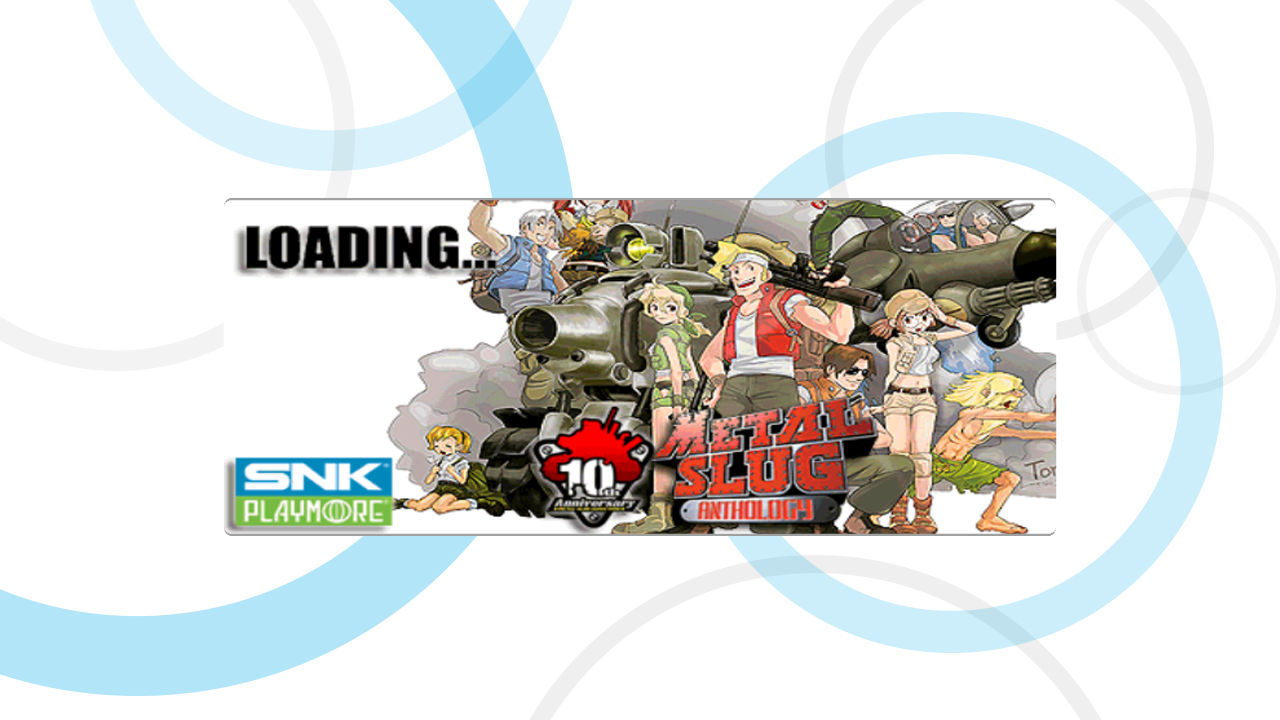 LOADING...
SNK
PLAYMORE
10th
Anniversary
METAL
SLUG
ANTHOLOGY